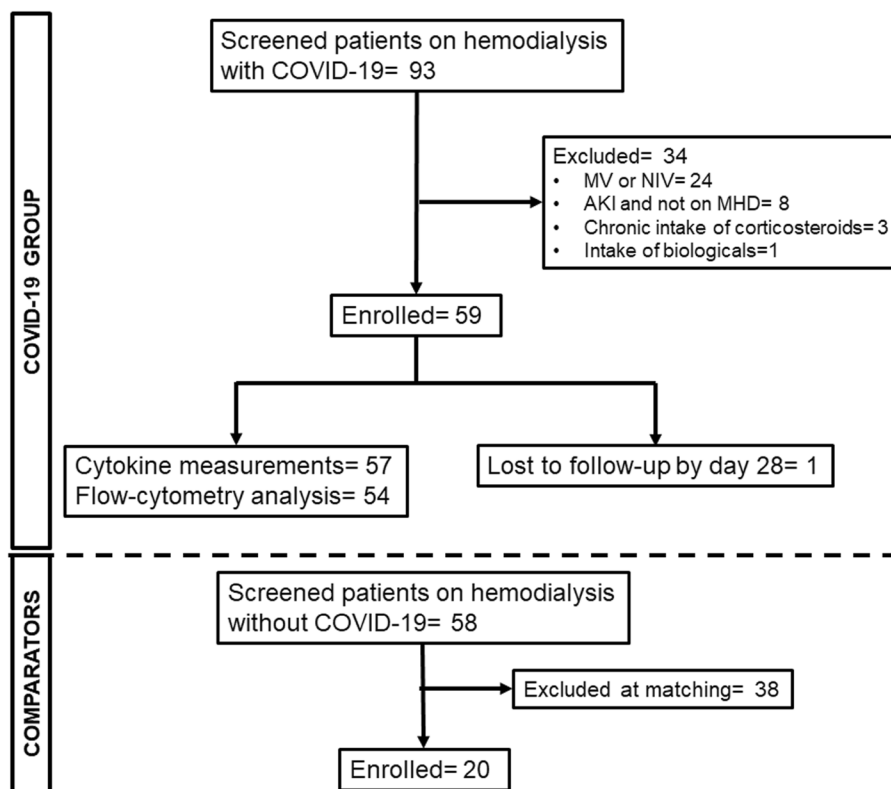 COVID-19 GROUP
Screened patients on hemodialysis
with COVID-19= 93
Excluded= 34
• MV or NIV= 24
• AKI and not on MHD= 8
• Chronic intake of corticosteroids= 3
• Intake of biologicals=1
Enrolled= 59
Cytokine measurements= 57
Flow-cytometry analysis= 54
Lost to follow-up by day 28= 1
COMPARATORS
Screened patients on hemodialysis
without COVID-19= 58
Excluded at matching= 38
Enrolled= 20